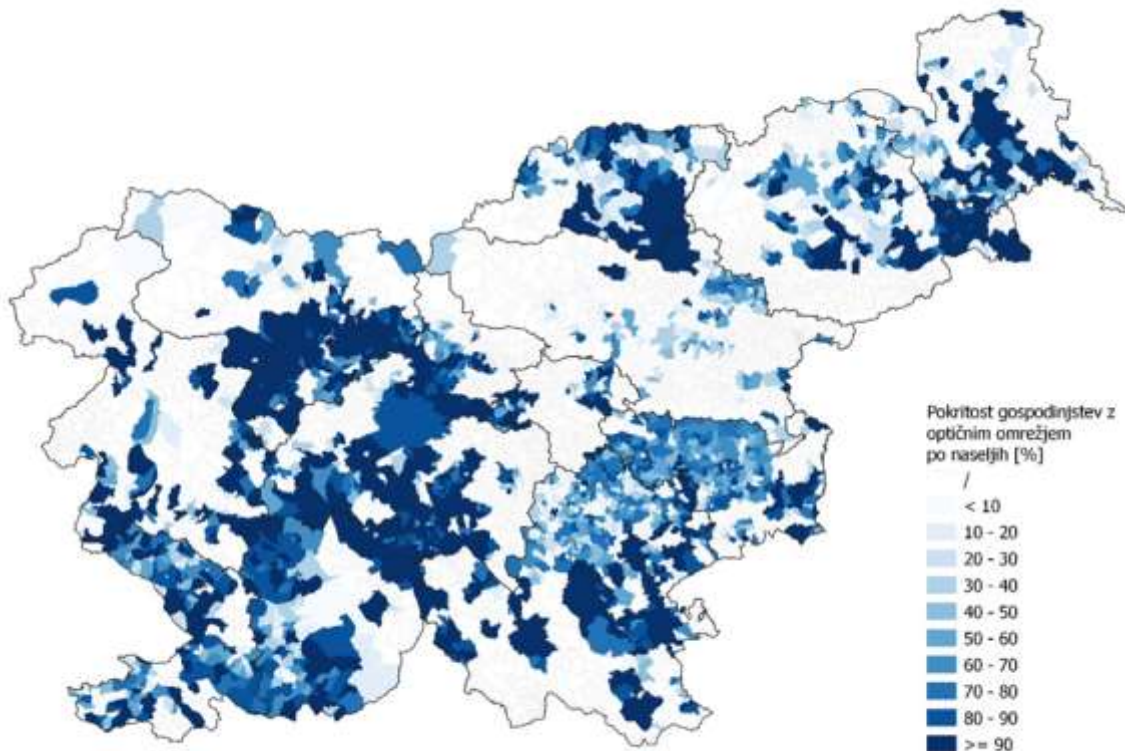 Pokritost gospodinjstev z
optičnim omrežjem
po naseljih [%]
/
< 10
10 - 20
20 - 30
30 - 40
40 - 50
50 - 60
60 - 70
70 - 80
80 - 90
>= 90